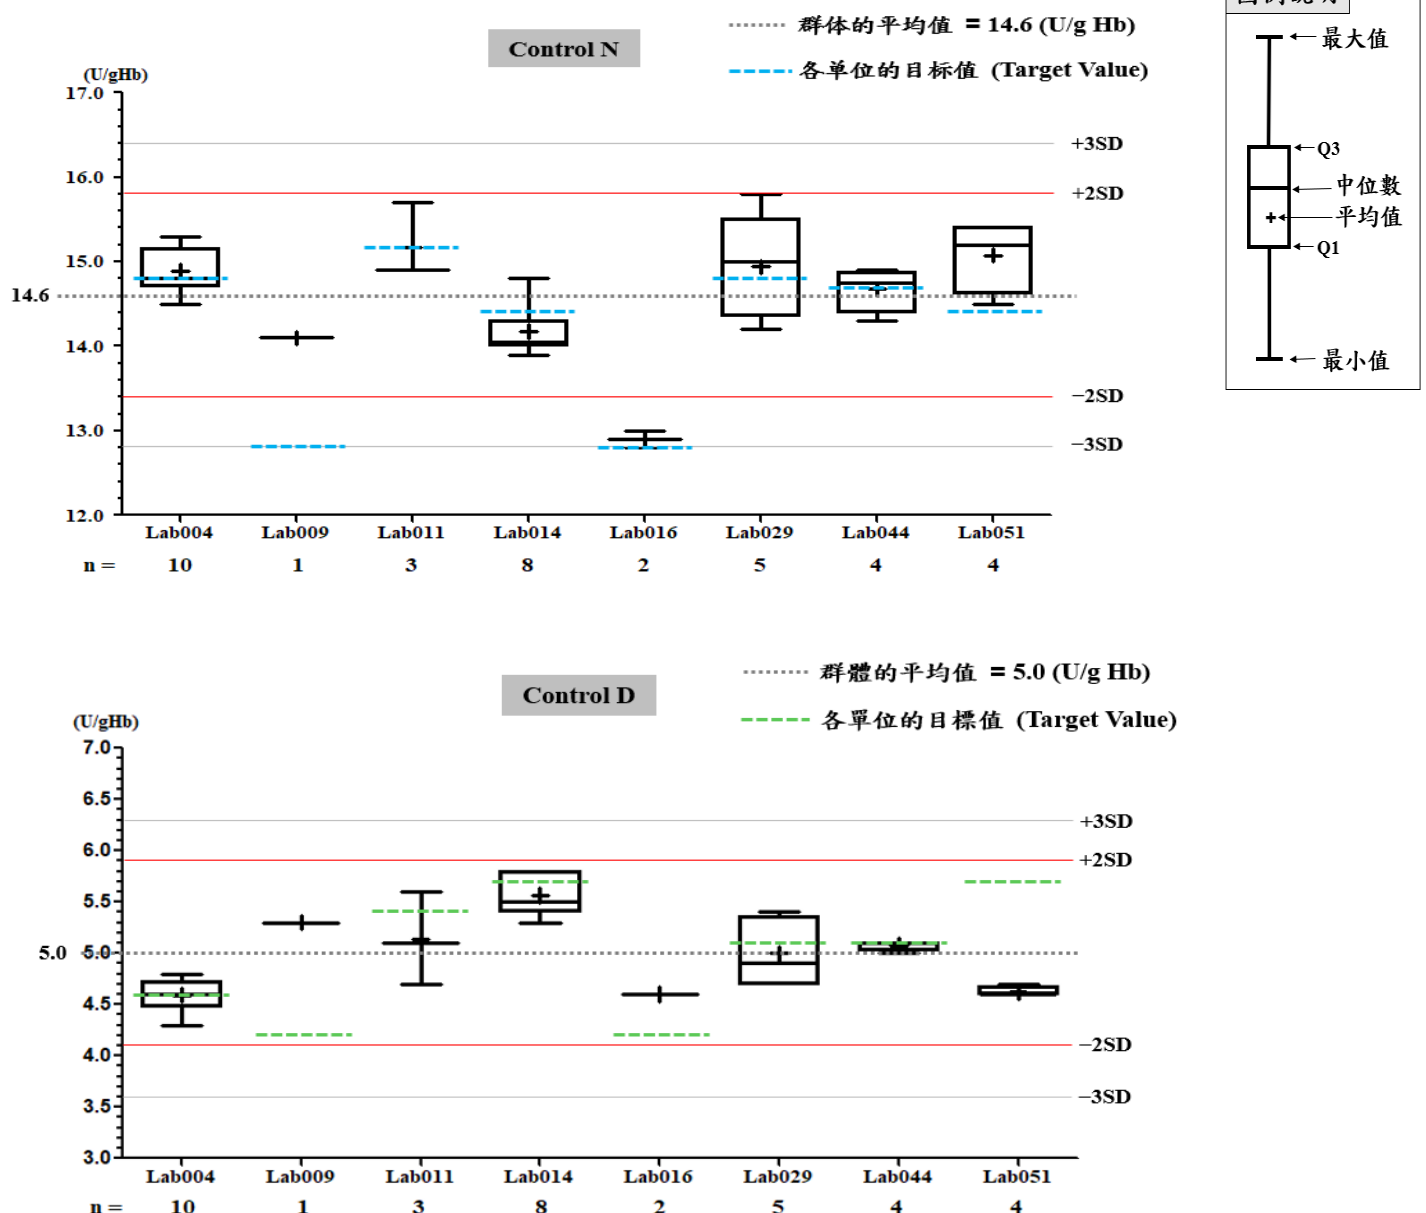 Control N
群体的平均值 = 14.6 (U/g Hb)
各单位的目标值 (Target Value)
(U/gHb)
17.0
+3SD
16.0
+2SD
15.0
14.6
14.0
−2SD
13.0
−3SD
12.0
Lab004 Lab009 Lab011 Lab014 Lab016 Lab029 Lab044 Lab051
n = 10 1 3 8 2 5 4 4
最大值
Q3
中位數
平均值
Q1
最小值
Control D
群體的平均值 = 5.0 (U/g Hb)
各單位的目標值 (Target Value)
(U/gHb)
7.0
6.5
+3SD
6.0
+2SD
5.5
5.0 5.0
4.5
−2SD
4.0
−3SD
3.5
3.0
Lab004 Lab009 Lab011 Lab014 Lab016 Lab029 Lab044 Lab051
n = 10 1 3 8 2 5 4 4